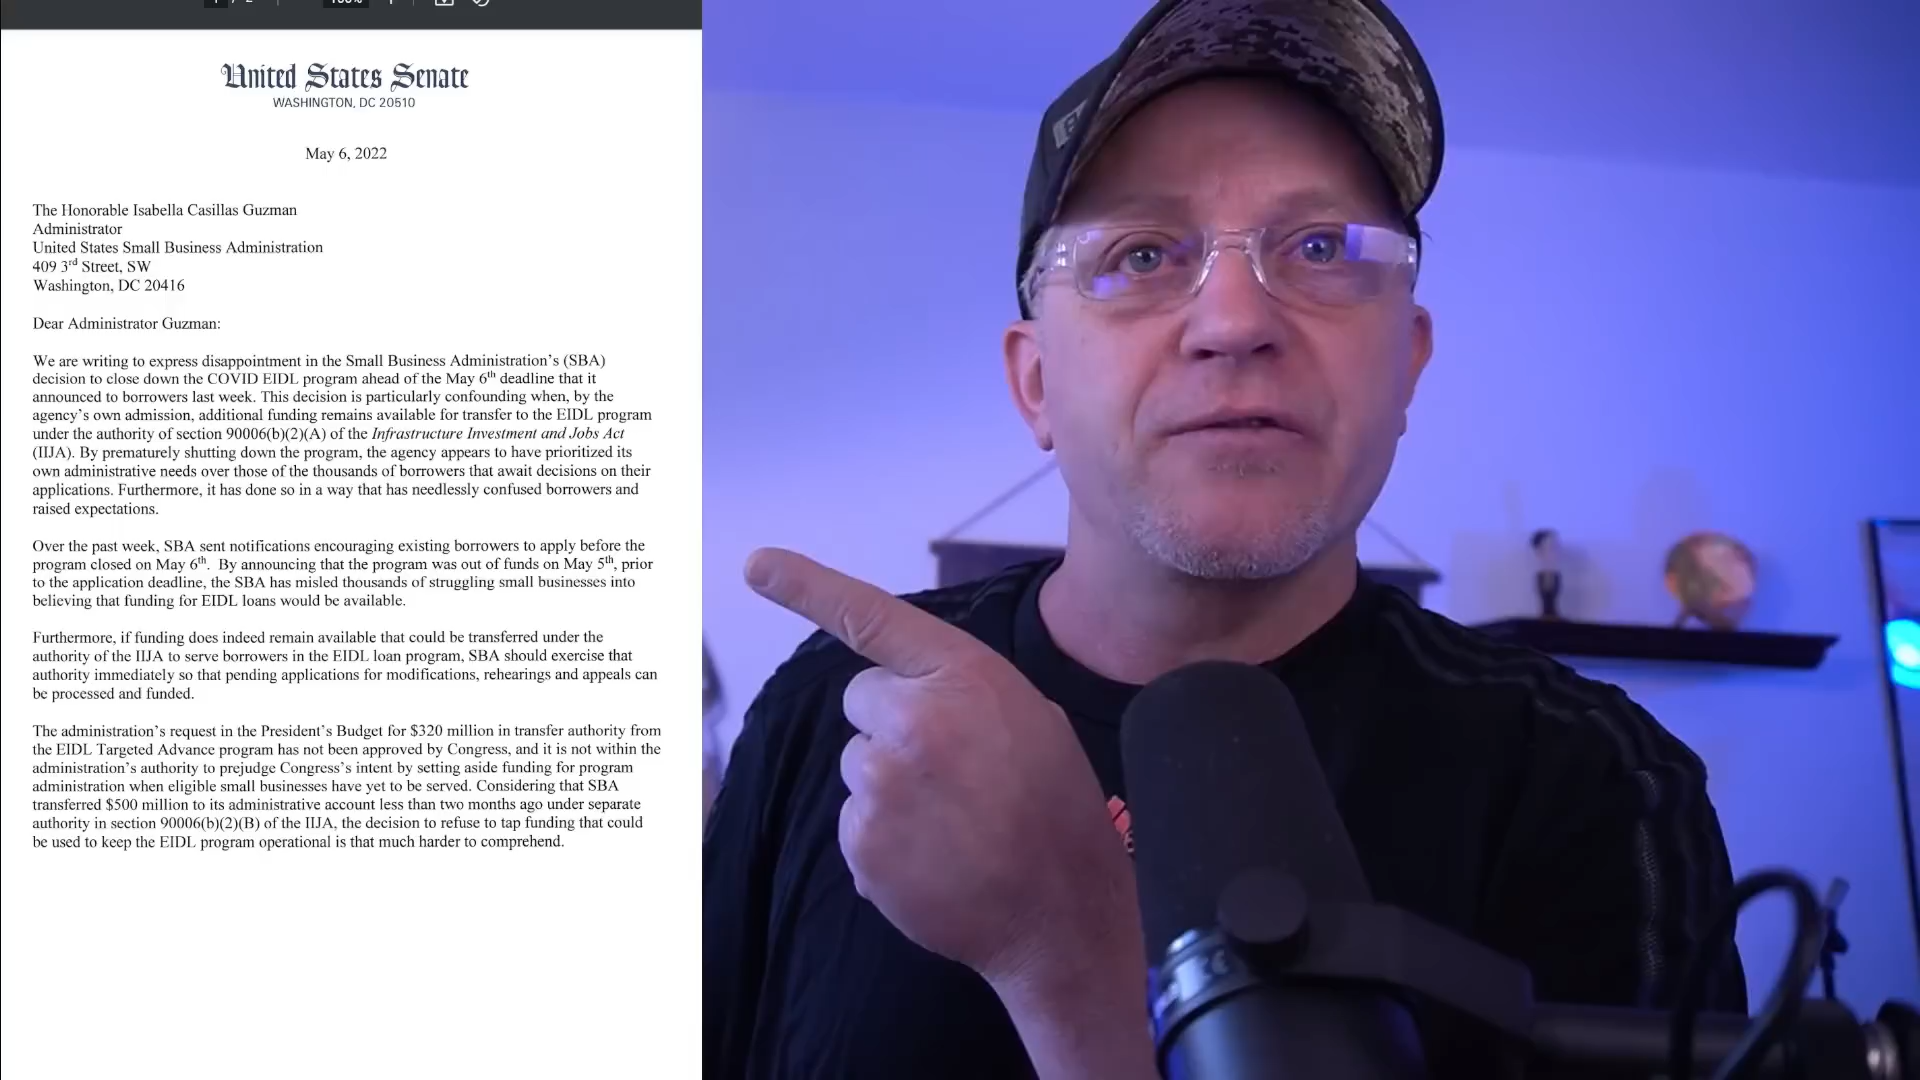 United States Senate
WASHINGTON, DC 20510
May 6, 2022
The Honorable Isabella Casillas Guzman
Administrator
United States Small Business Administration
409 3rd Street, SW
Washington, DC 20416
Dear Administrator Guzman:
We are writing to express disappointment in the Small Business Administration’s (SBA)
decision to close down the COVID EIDL program ahead of the May 6th deadline that it
announced to borrowers last week. This decision is particularly confounding when, by the
agency’s own admission, additional funding remains available for transfer to the EIDL program
under the authority of section 90006(b)(2)(A) of the Infrastructure Investment and Jobs Act
(IIJA). By prematurely shutting down the program, the agency appears to have prioritized its
own administrative needs over those of the thousands of borrowers that await decisions on their
applications. Furthermore, it has done so in a way that has needlessly confused borrowers and
raised expectations.
Over the past week, SBA sent notifications encouraging existing borrowers to apply before the
program closed on May 6th. By announcing that the program was out of funds on May 5th, prior
to the application deadline, the SBA has misled thousands of struggling small businesses into
believing that funding for EIDL loans would be available.
Furthermore, if funding does indeed remain available that could be transferred under the
authority of the IIJA to serve borrowers in the EIDL loan program, SBA should exercise that
authority immediately so that pending applications for modifications, rehearings and appeals can
be processed and funded.
The administration’s request in the President’s Budget for $320 million in transfer authority from
the EIDL Targeted Advance program has not been approved by Congress, and it is not within the
administration’s authority to prejudge Congress’s intent by setting aside funding for program
administration when eligible small businesses have yet to be served. Considering that SBA
transferred $500 million to its administrative account less than two months ago under separate
authority in section 90006(b)(2)(B) of the IIJA, the decision to refuse to tap funding that could
be used to keep the EIDL program operational is that much harder to comprehend.